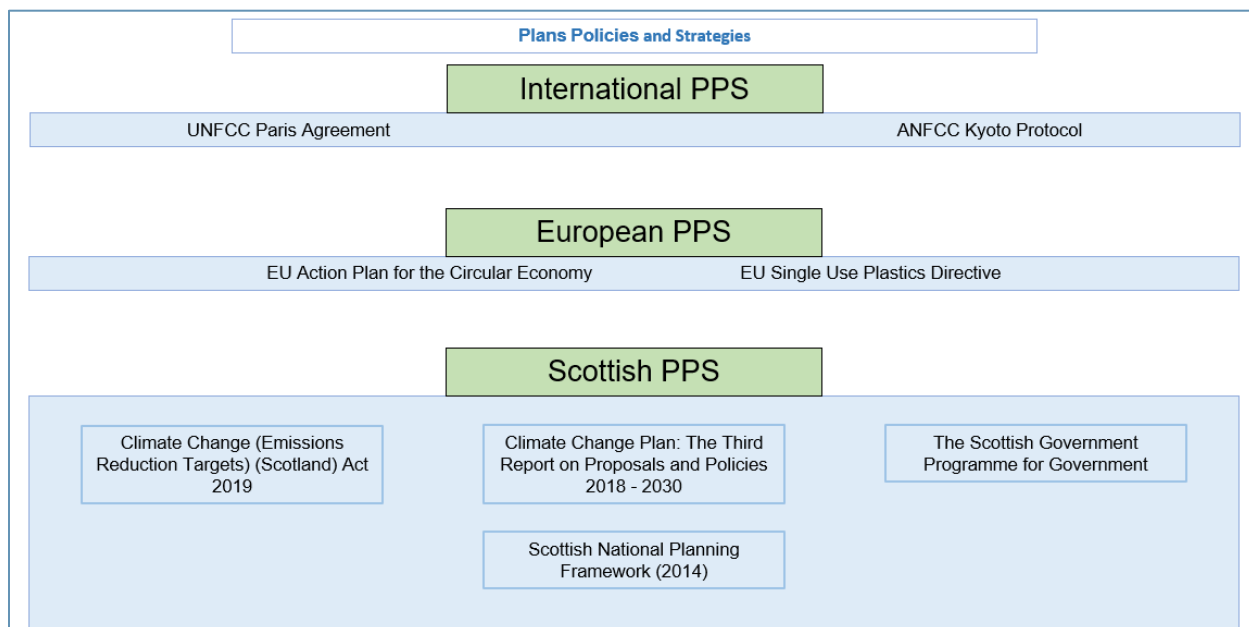 Plans Policies and Strategies
International PPS
UNFCC Paris Agreement
ANFCC Kyoto Protocol
European PPS
EU Action Plan for the Circular Economy
EU Single Use Plastics Directive
Scottish PPS
Climate Change (Emissions
Reduction Targets) (Scotland) Act
2019
Climate Change Plan: The Third
Report on Proposals and Policies
2018 - 2030
The Scottish Government
Programme for Government
Scottish National Planning
Framework (2014)